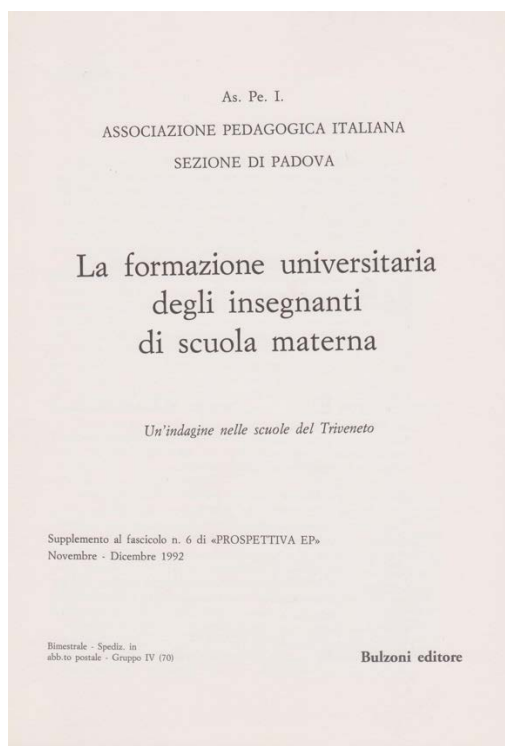 As. Pe. I.
ASSOCIAZIONE PEDAGOGICA ITALIANA
SEZIONE DI PADOVA
La formazione universitaria
degli insegnanti
di scuola materna
Un'indagine nelle scuole del Triveneto
Supplemento al fascicolo n. 6 di «PROSPETTIVA EP»
Novembre - Dicembre 1992
Bimestrale - Spediz. in
abb.to postale - Gruppo IV (70)
Bulzoni editore